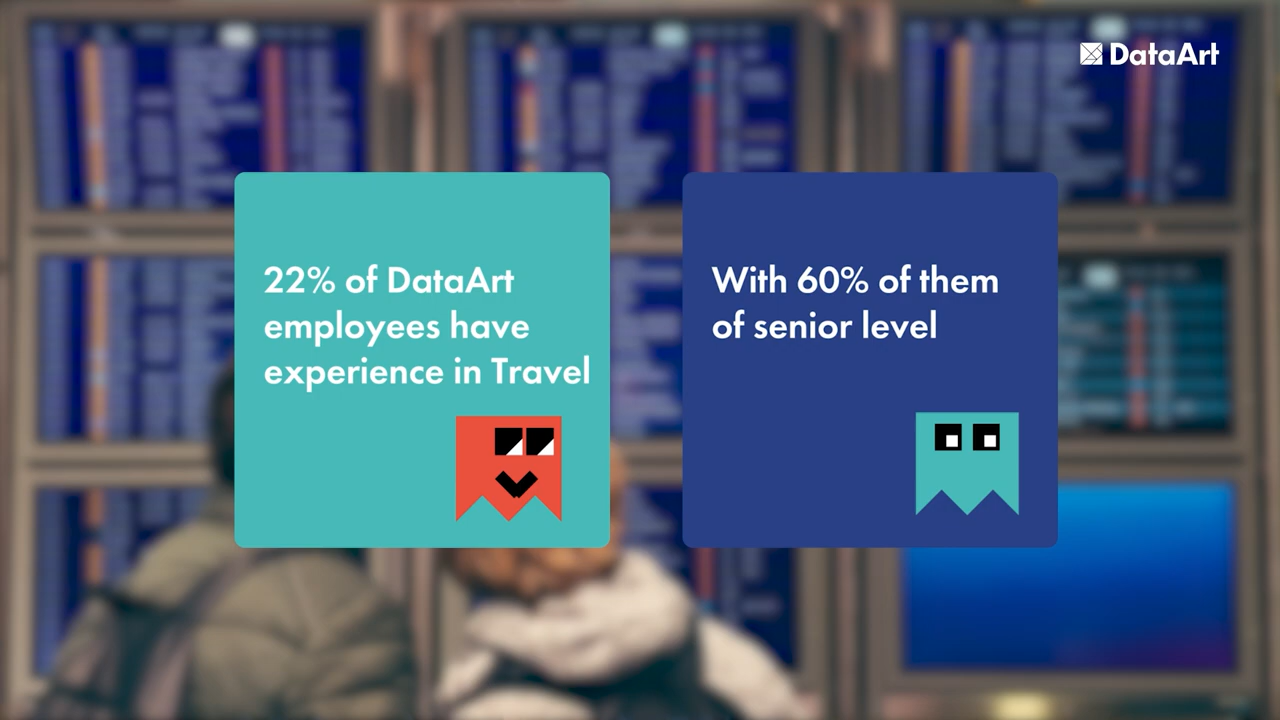 DataArt
22% of DataArt
employees have
experience in Travel
With 60% of them
of senior level